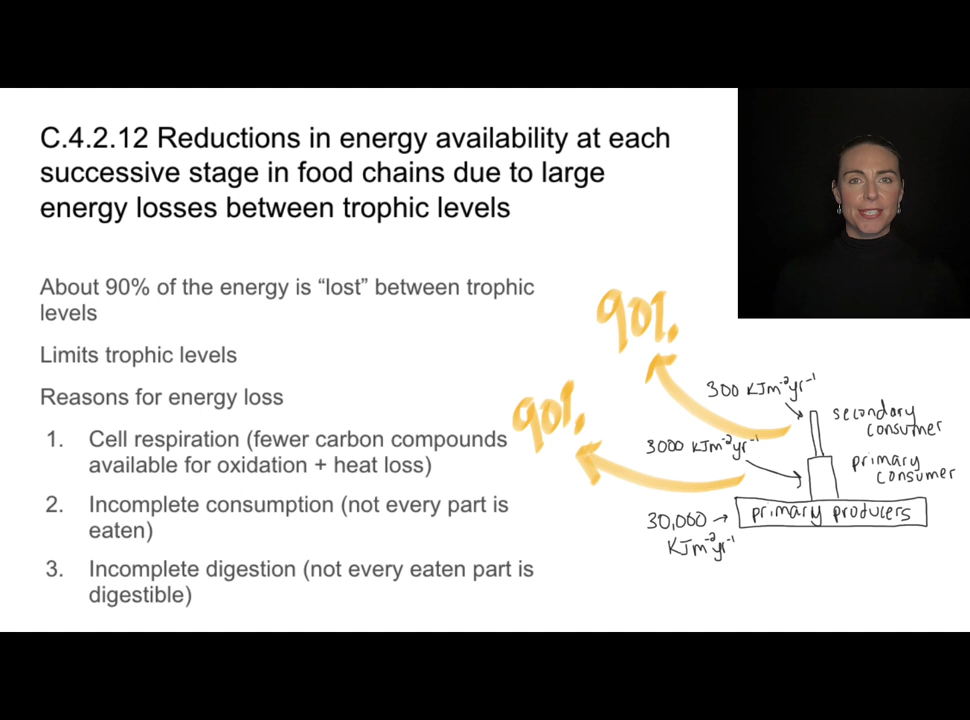 C.4.2.12 Reductions in energy availability at each
successive stage in food chains due to large
energy losses between trophic levels
About 90% of the energy is “lost” between trophic
levels
Limits trophic levels
Reasons for energy loss
1. Cell respiration (fewer carbon compounds
available for oxidation + heat loss)
2. Incomplete consumption (not every part is
eaten)
3. Incomplete digestion (not every eaten part is
digestible)
90%
90%
300 KJm⁻²yr⁻¹
secondary
consumer
3000 KJm⁻²yr⁻¹
primary
consumer
primary producers
30,000 →
KJm⁻²yr⁻¹